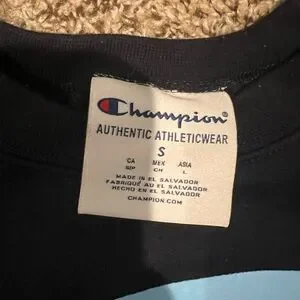 Champion®
AUTHENTIC ATHLETICWEAR
S
CA MEX ASIA
S/P CH L
MADE IN EL SALVADOR
FABRIQUÉ AU EL SALVADOR
HECHO EN EL SALVADOR
CHAMPION.COM